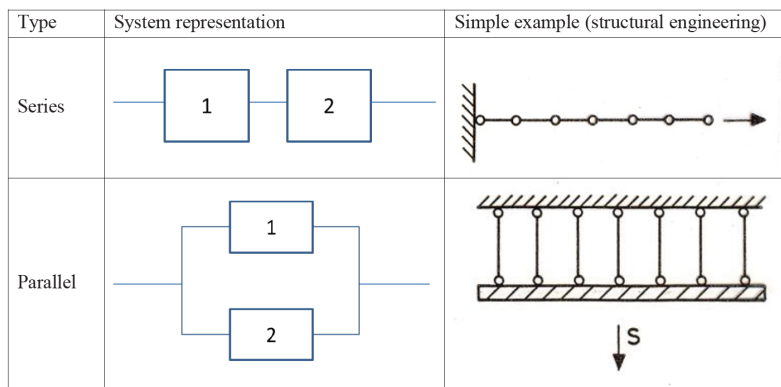 Type System representation Simple example (structural engineering)
Series
1 2
Parallel
1
2
S